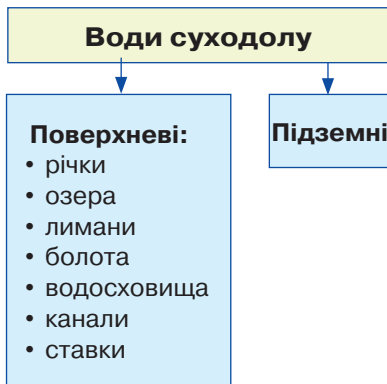 Води суходолу
Поверхневі:
• річки
• озера
• лимани
• болота
• водосховища
• канали
• ставки
Підземні